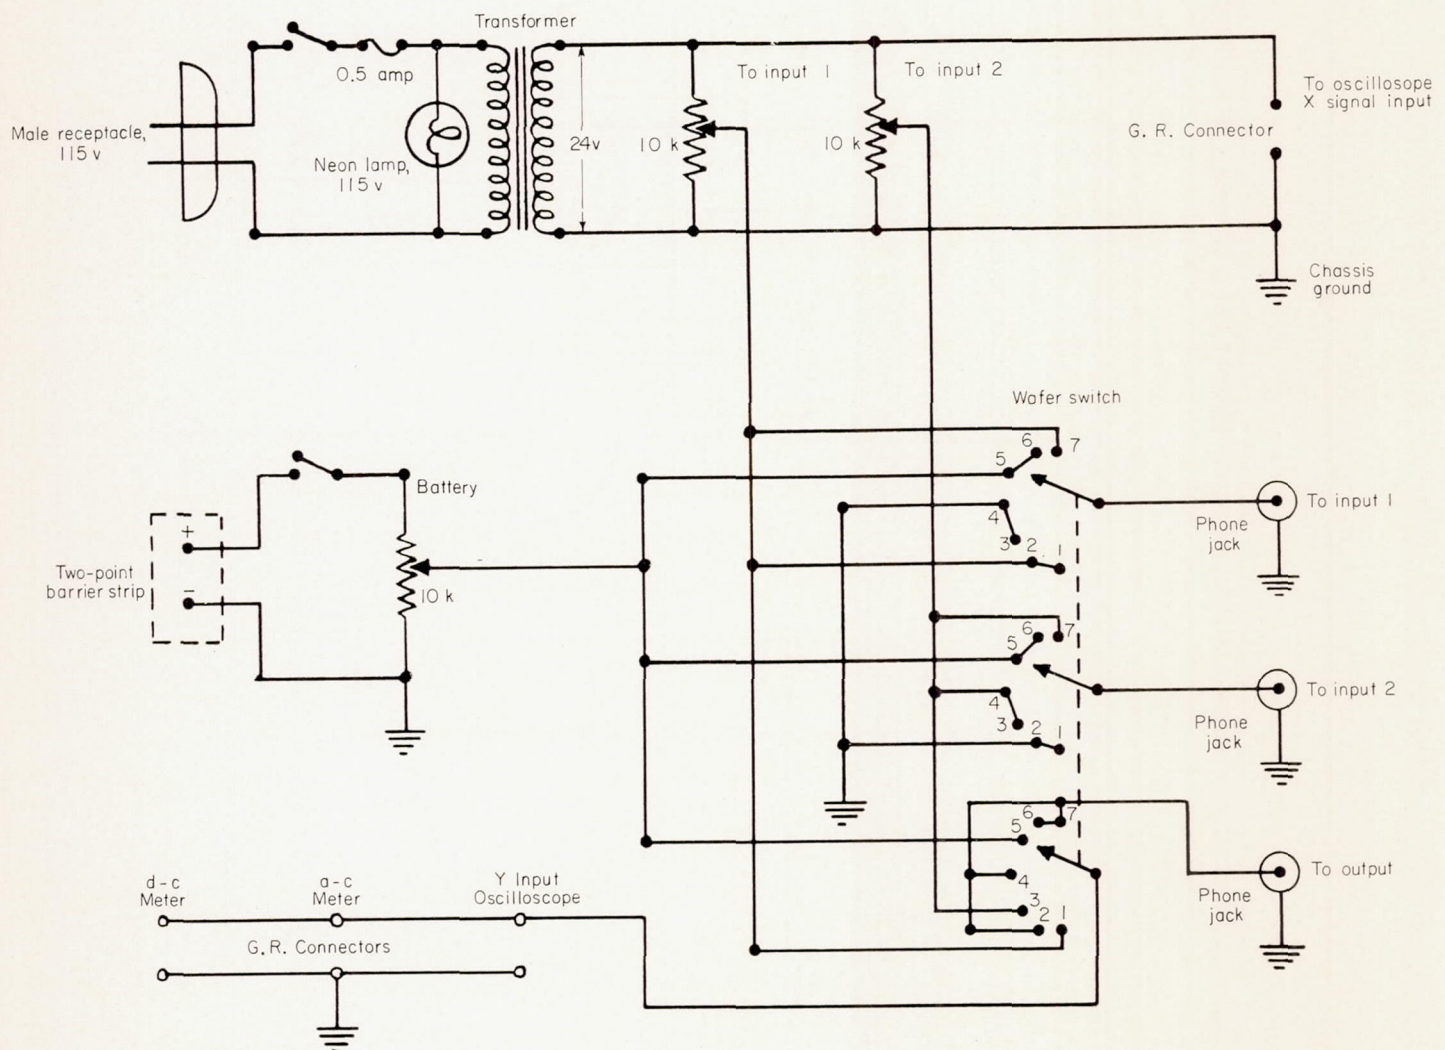 Transformer
0.5 amp
To input 1
To input 2
To oscillosope
X signal input
Male receptacle,
115 v
Neon lamp,
115 v
24v
10 k
10 k
G. R. Connector
Chassis
ground
Wafer switch
Battery
+
−
Two-point
barrier strip
10 k
5
6
7
4
3
2
1
To input 1
Phone
jack
5
6
7
4
3
2
1
To input 2
Phone
jack
5
6
7
4
3
2
1
To output
Phone
jack
d-c
Meter
a-c
Meter
Y Input
Oscilloscope
G. R. Connectors